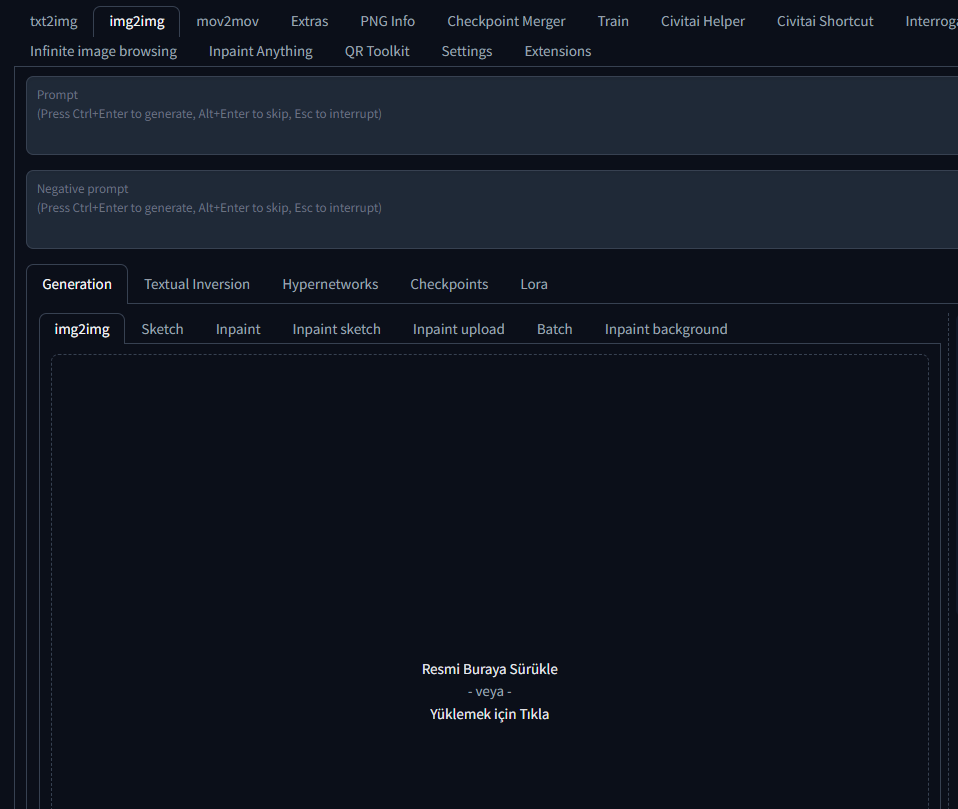 txt2img img2img mov2mov Extras PNG Info Checkpoint Merger Train Civitai Helper Civitai Shortcut
Infinite image browsing Inpaint Anything QR Toolkit Settings Extensions
Prompt
(Press Ctrl+Enter to generate, Alt+Enter to skip, Esc to interrupt)
Negative prompt
(Press Ctrl+Enter to generate, Alt+Enter to skip, Esc to interrupt)
Generation Textual Inversion Hypernetworks Checkpoints Lora
img2img Sketch Inpaint Inpaint sketch Inpaint upload Batch Inpaint background
Resmi Buraya Sürükle
- veya -
Yüklemek için Tıkla